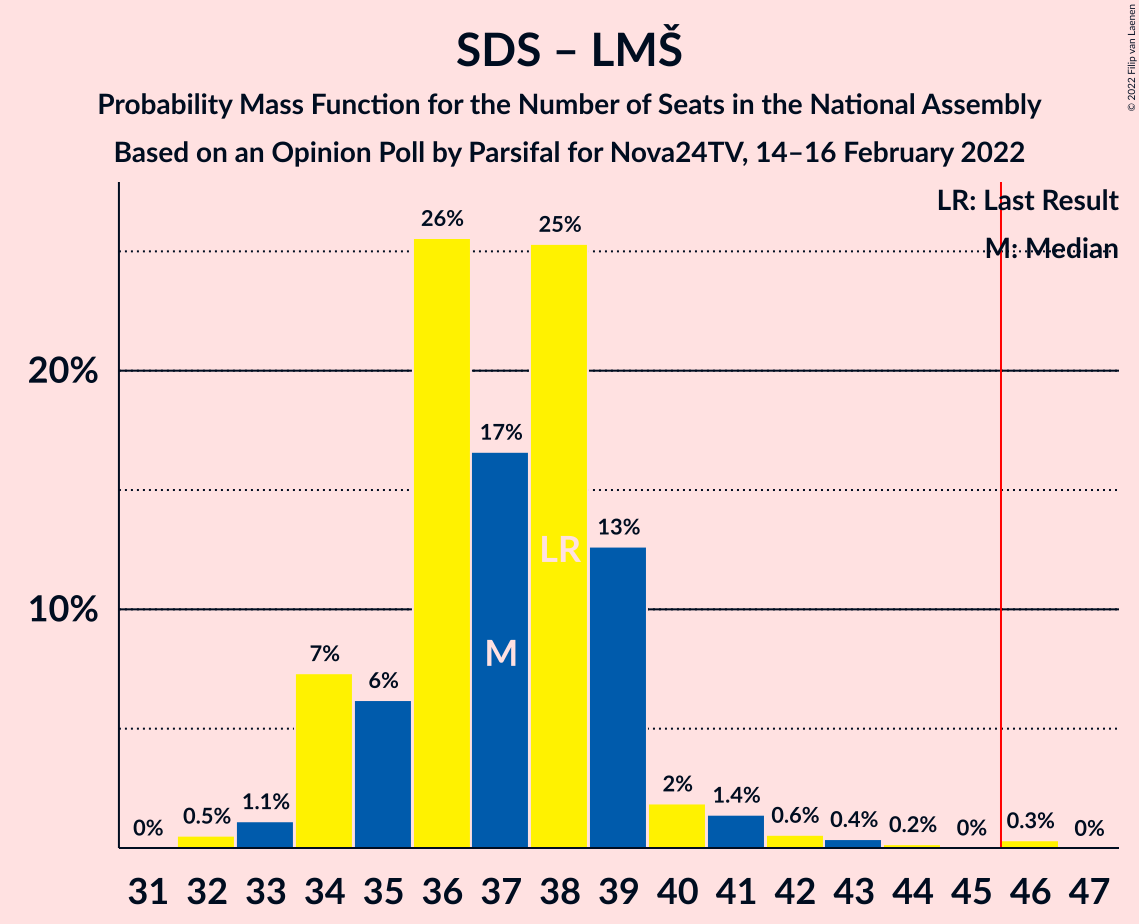 SDS – LMŠ
Probability Mass Function for the Number of Seats in the National Assembly
Based on an Opinion Poll by Parsifal for Nova24TV, 14–16 February 2022
© 2022 Filip van Laenen
LR: Last Result
M: Median
20%
10%
0%
0.5%
1.1%
7%
6%
26%
17%
25%
13%
2%
1.4%
0.6%
0.4%
0.2%
0%
0.3%
0%
M
LR
31 32 33 34 35 36 37 38 39 40 41 42 43 44 45 46 47